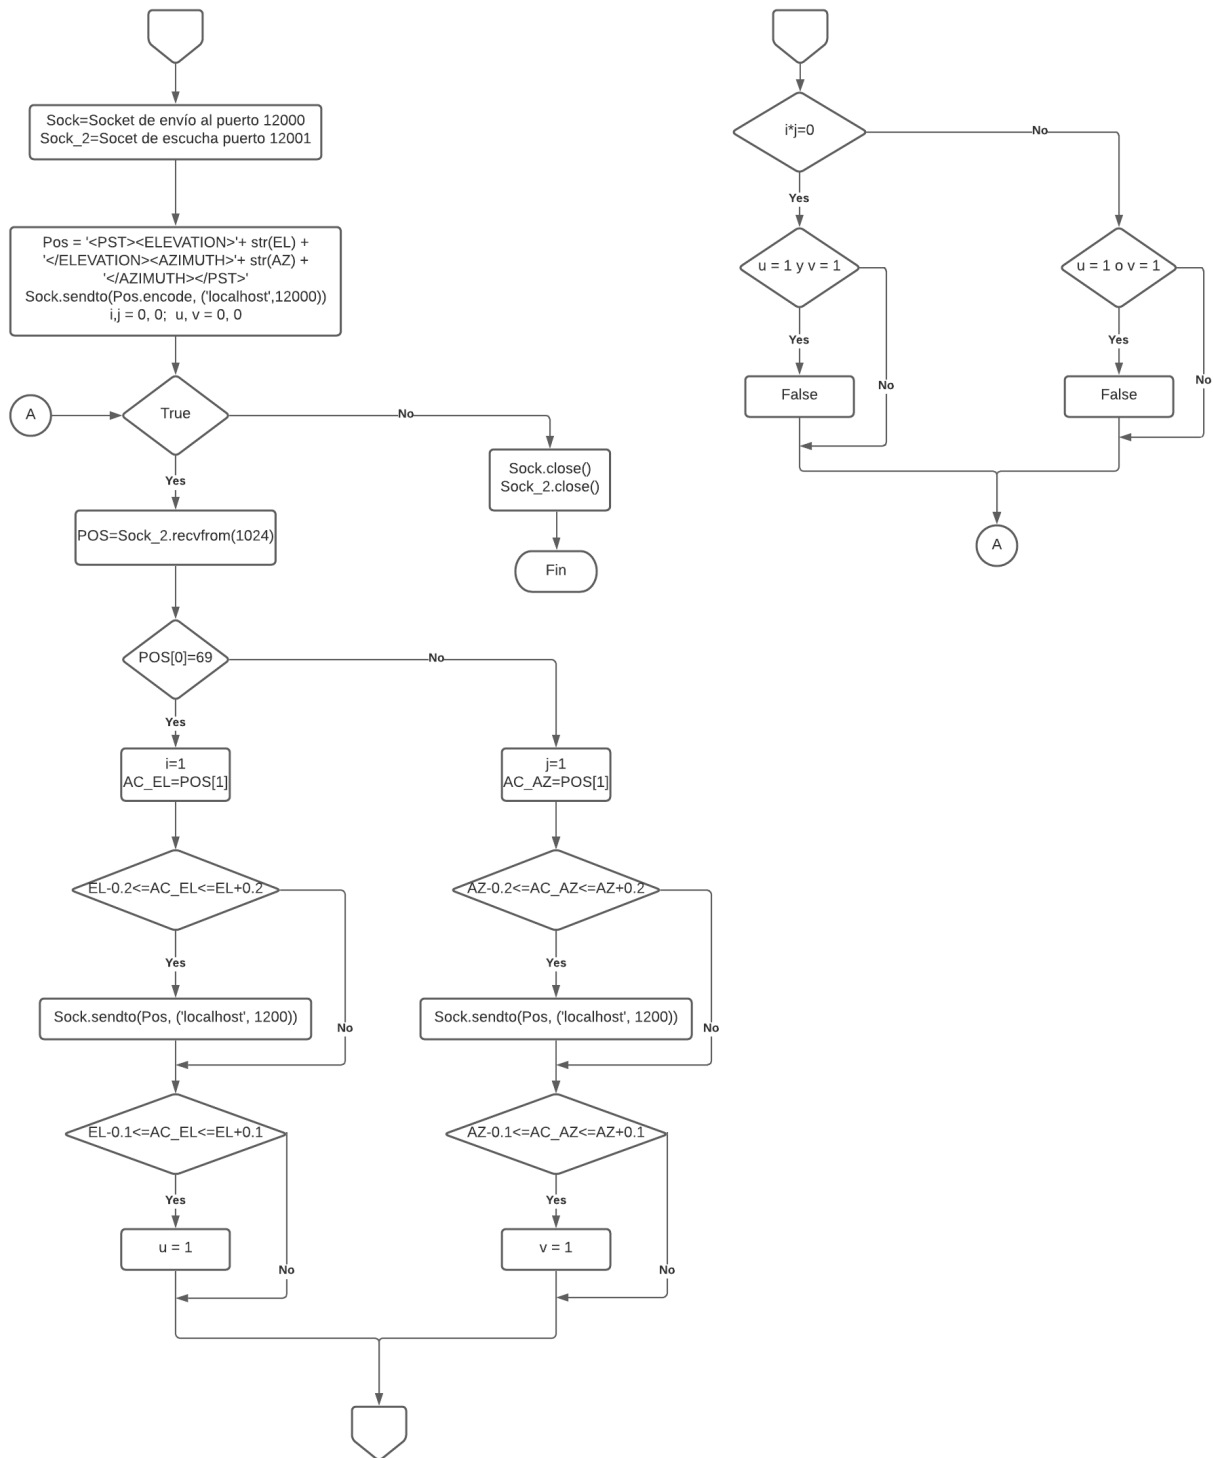 Sock=Socket de envío al puerto 12000
Sock_2=Socet de escucha puerto 12001
Pos = '<PST><ELEVATION>'+ str(EL) +
'</ELEVATION><AZIMUTH>'+ str(AZ) +
'</AZIMUTH></PST>'
Sock.sendto(Pos.encode, ('localhost',12000))
i,j = 0, 0;  u, v = 0, 0
A
True
No
Yes
Sock.close()
Sock_2.close()
Fin
POS=Sock_2.recvfrom(1024)
POS[0]=69
No
Yes
i=1
AC_EL=POS[1]
j=1
AC_AZ=POS[1]
EL-0.2<=AC_EL<=EL+0.2
AZ-0.2<=AC_AZ<=AZ+0.2
Yes
Yes
Sock.sendto(Pos, ('localhost', 1200))
No
Sock.sendto(Pos, ('localhost', 1200))
No
EL-0.1<=AC_EL<=EL+0.1
AZ-0.1<=AC_AZ<=AZ+0.1
Yes
Yes
u = 1
No
v = 1
No
i*j=0
No
Yes
u = 1 y v = 1
u = 1 o v = 1
Yes
Yes
False
No
False
No
A